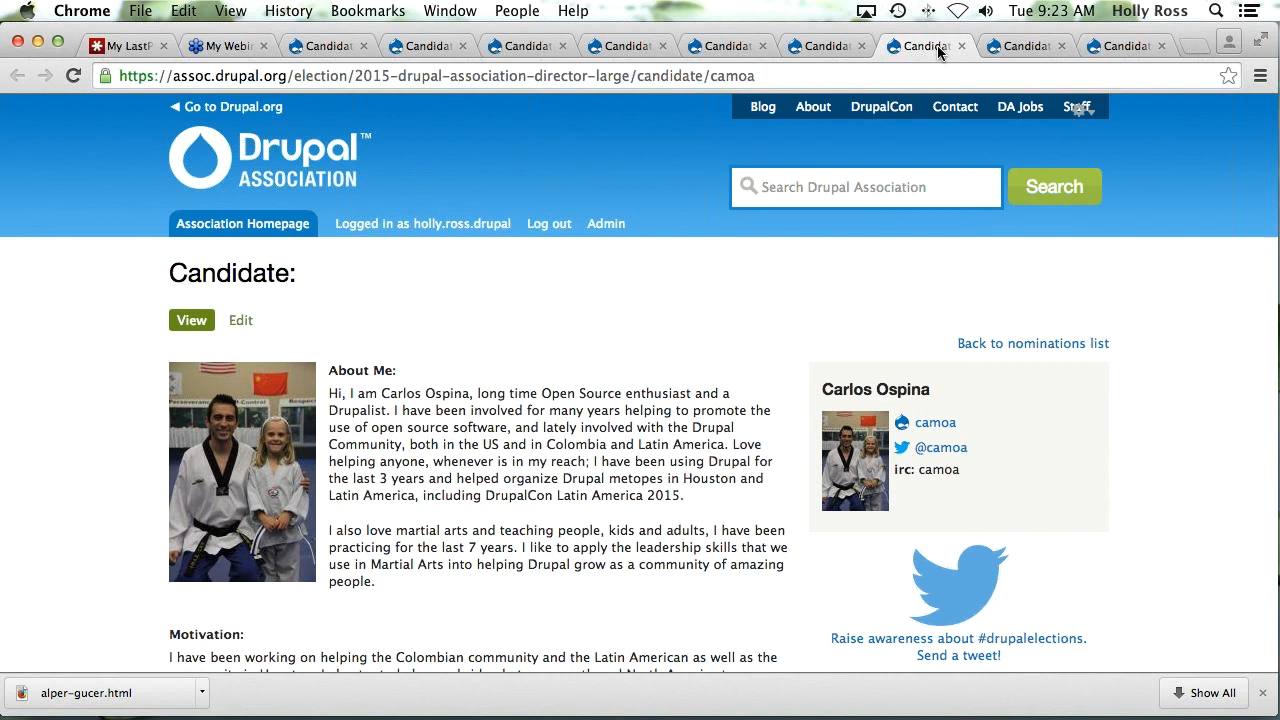 Chrome File Edit View History Bookmarks Window People Help Tue 9:23 AM Holly Ross
My LastP My Webin Candidat Candidat Candidat Candidat Candidat Candidat Candidat Candidat Candidat
https://assoc.drupal.org/election/2015-drupal-association-director-large/candidate/camoa
Go to Drupal.org
Blog About DrupalCon Contact DA Jobs Staff
Drupal™
ASSOCIATION
Search Drupal Association Search
Association Homepage Logged in as holly.ross.drupal Log out Admin
Candidate:
View Edit
Back to nominations list
About Me:
Hi, I am Carlos Ospina, long time Open Source enthusiast and a
Drupalist. I have been involved for many years helping to promote the
use of open source software, and lately involved with the Drupal
Community, both in the US and in Colombia and Latin America. Love
helping anyone, whenever is in my reach; I have been using Drupal for
the last 3 years and helped organize Drupal metopes in Houston and
Latin America, including DrupalCon Latin America 2015.
I also love martial arts and teaching people, kids and adults, I have been
practicing for the last 7 years. I like to apply the leadership skills that we
use in Martial Arts into helping Drupal grow as a community of amazing
people.
Carlos Ospina
camoa
@camoa
irc: camoa
Raise awareness about #drupalelections.
Send a tweet!
Motivation:
I have been working on helping the Colombian community and the Latin American as well as the
alper-gucer.html
Show All